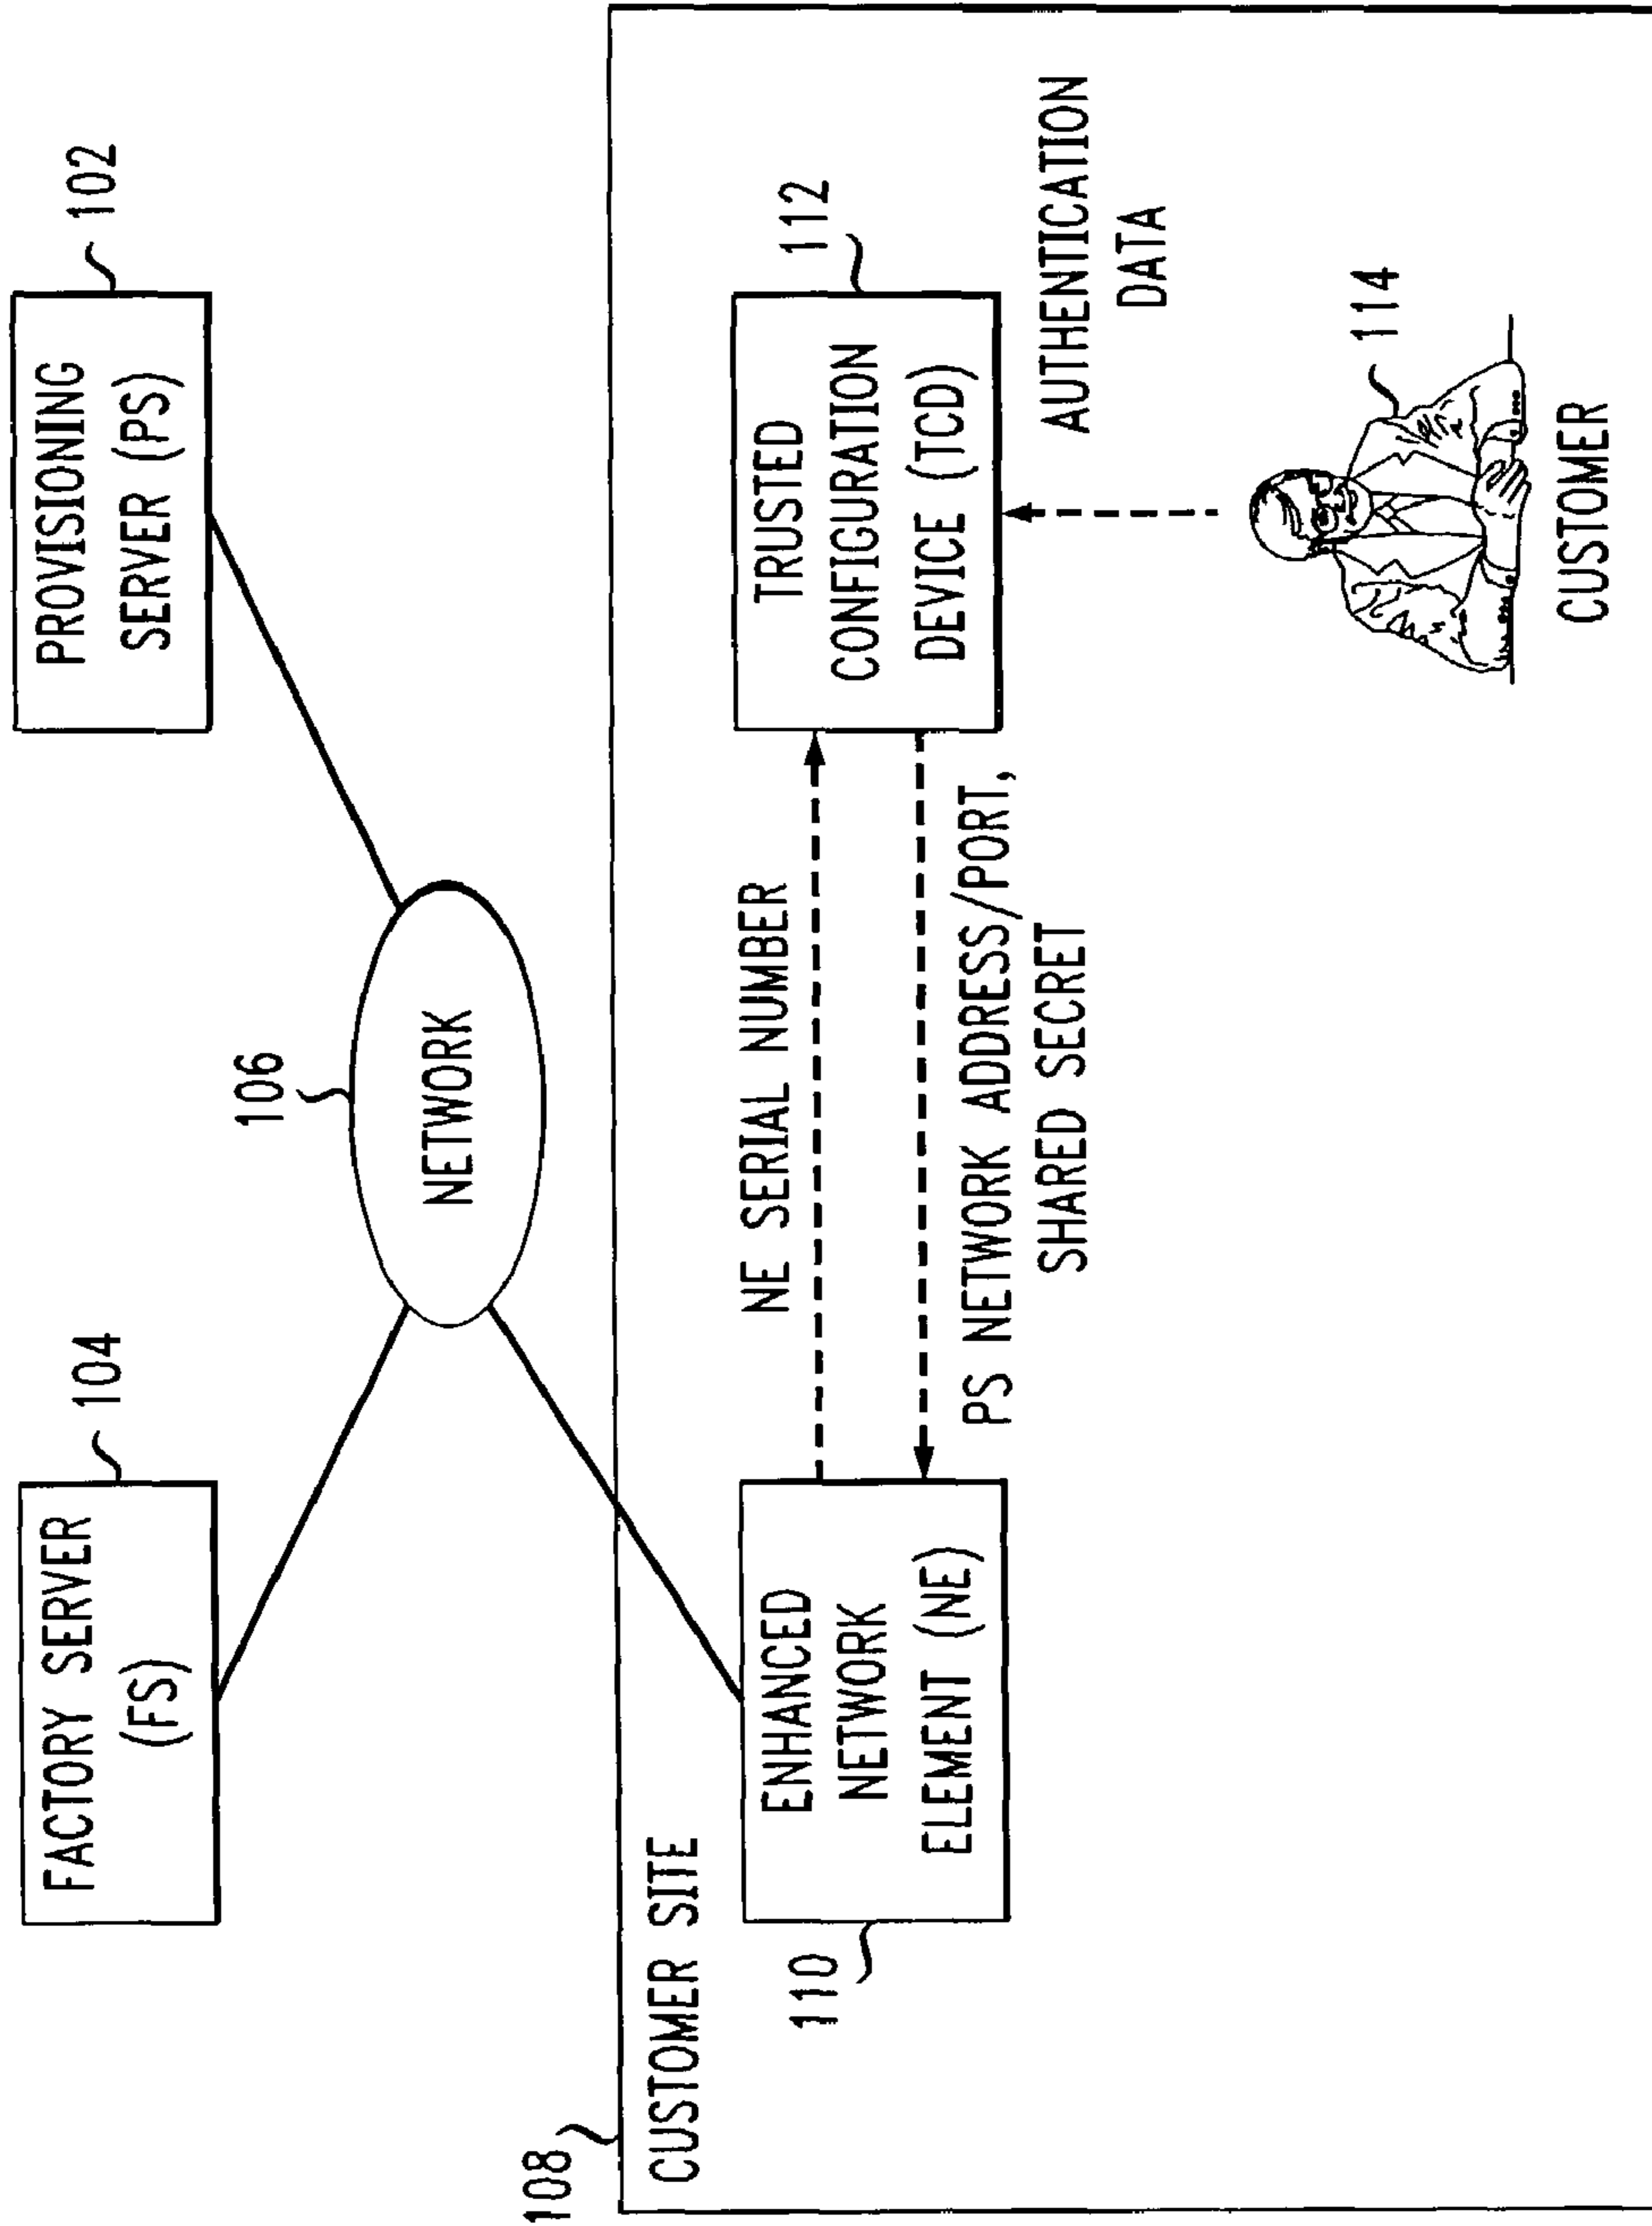 FACTORY SERVER
(FS)
104
PROVISIONING
SERVER (PS)
102
106
NETWORK
108
CUSTOMER SITE
110
ENHANCED
NETWORK
ELEMENT (NE)
NE SERIAL NUMBER
PS NETWORK ADDRESS/PORT,
SHARED SECRET
112
TRUSTED
CONFIGURATION
DEVICE (TCD)
AUTHENTICATION
DATA
114
CUSTOMER